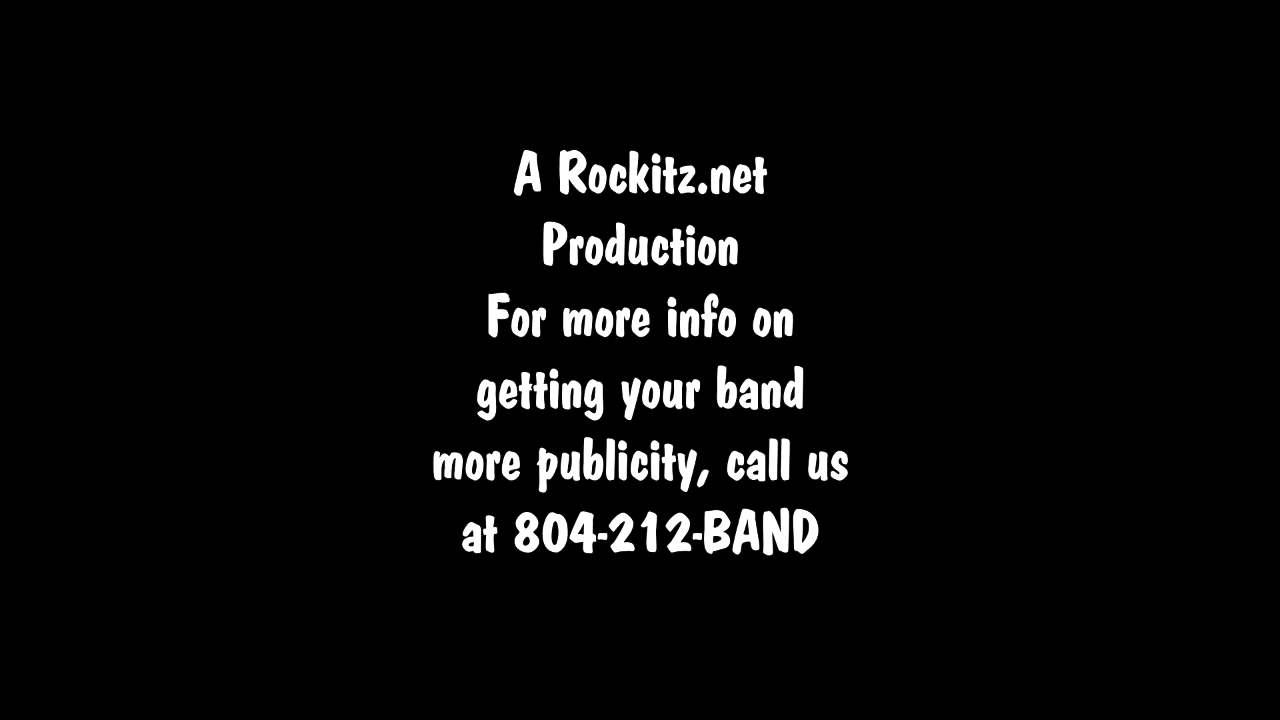 A Rockitz.net
Production
For more info on
getting your band
more publicity, call us
at 804-212-BAND